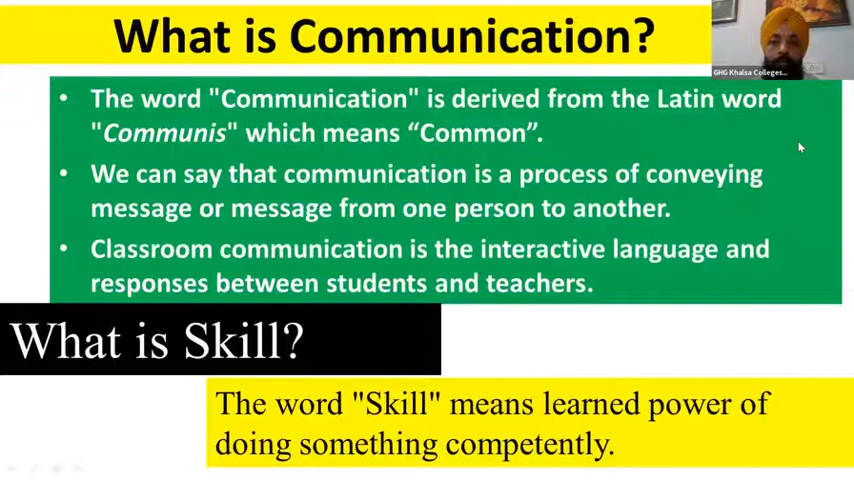 What is Communication?
GHG Khalsa Colleges...
• The word "Communication" is derived from the Latin word
"Communis" which means “Common”.
• We can say that communication is a process of conveying
message or message from one person to another.
• Classroom communication is the interactive language and
responses between students and teachers.
What is Skill?
The word "Skill" means learned power of
doing something competently.